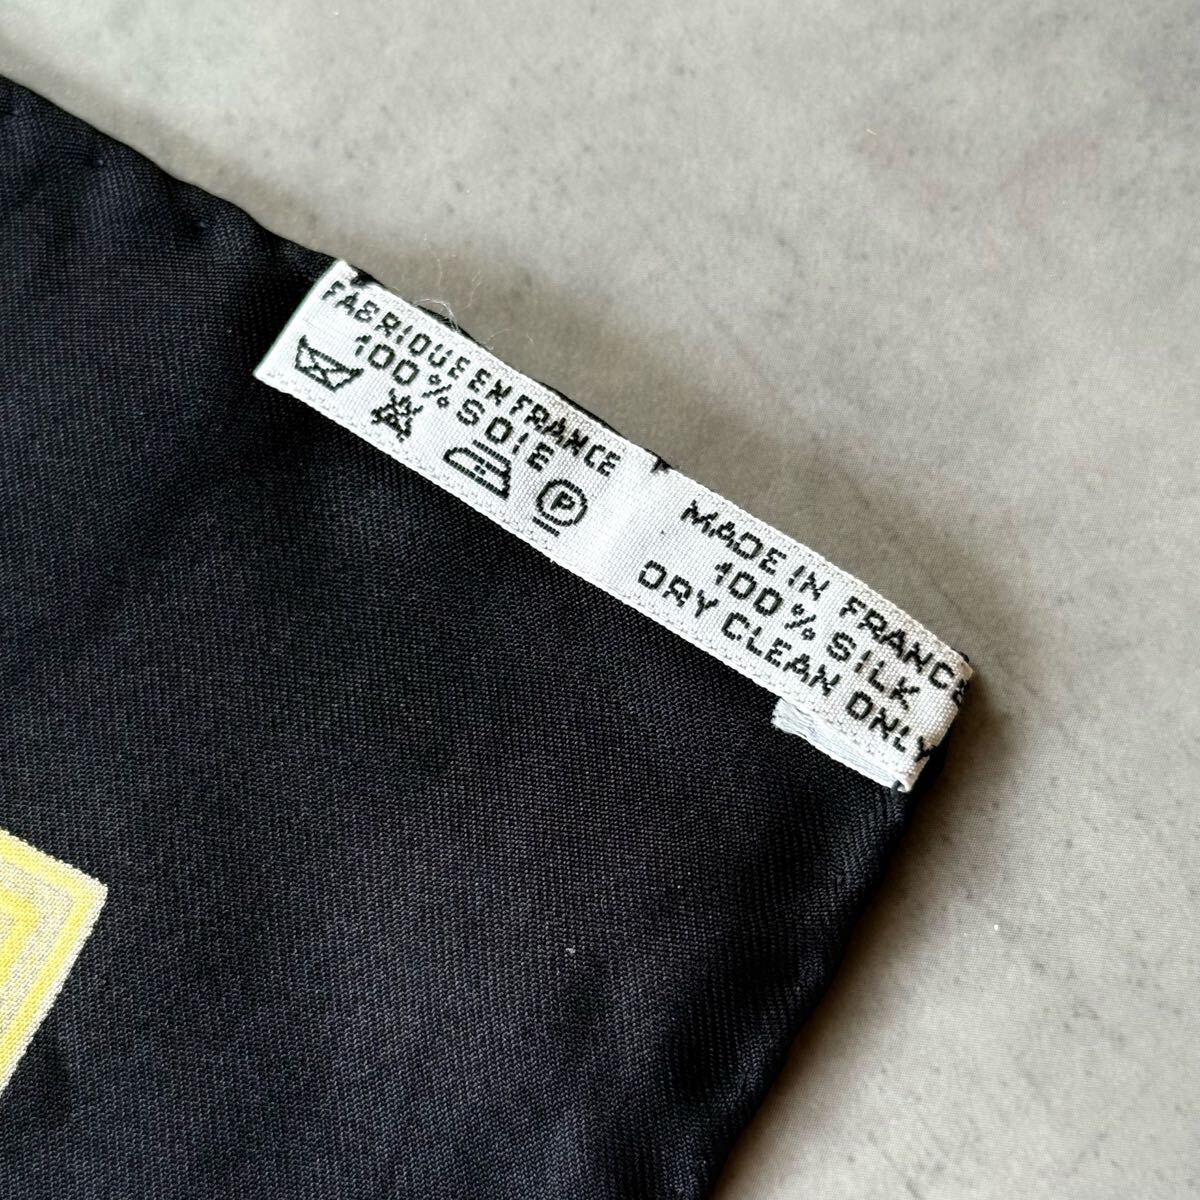 FABRIQUE EN FRANCE
100% SOIE
P
MADE IN FRANCE
100% SILK
DRY CLEAN ONLY